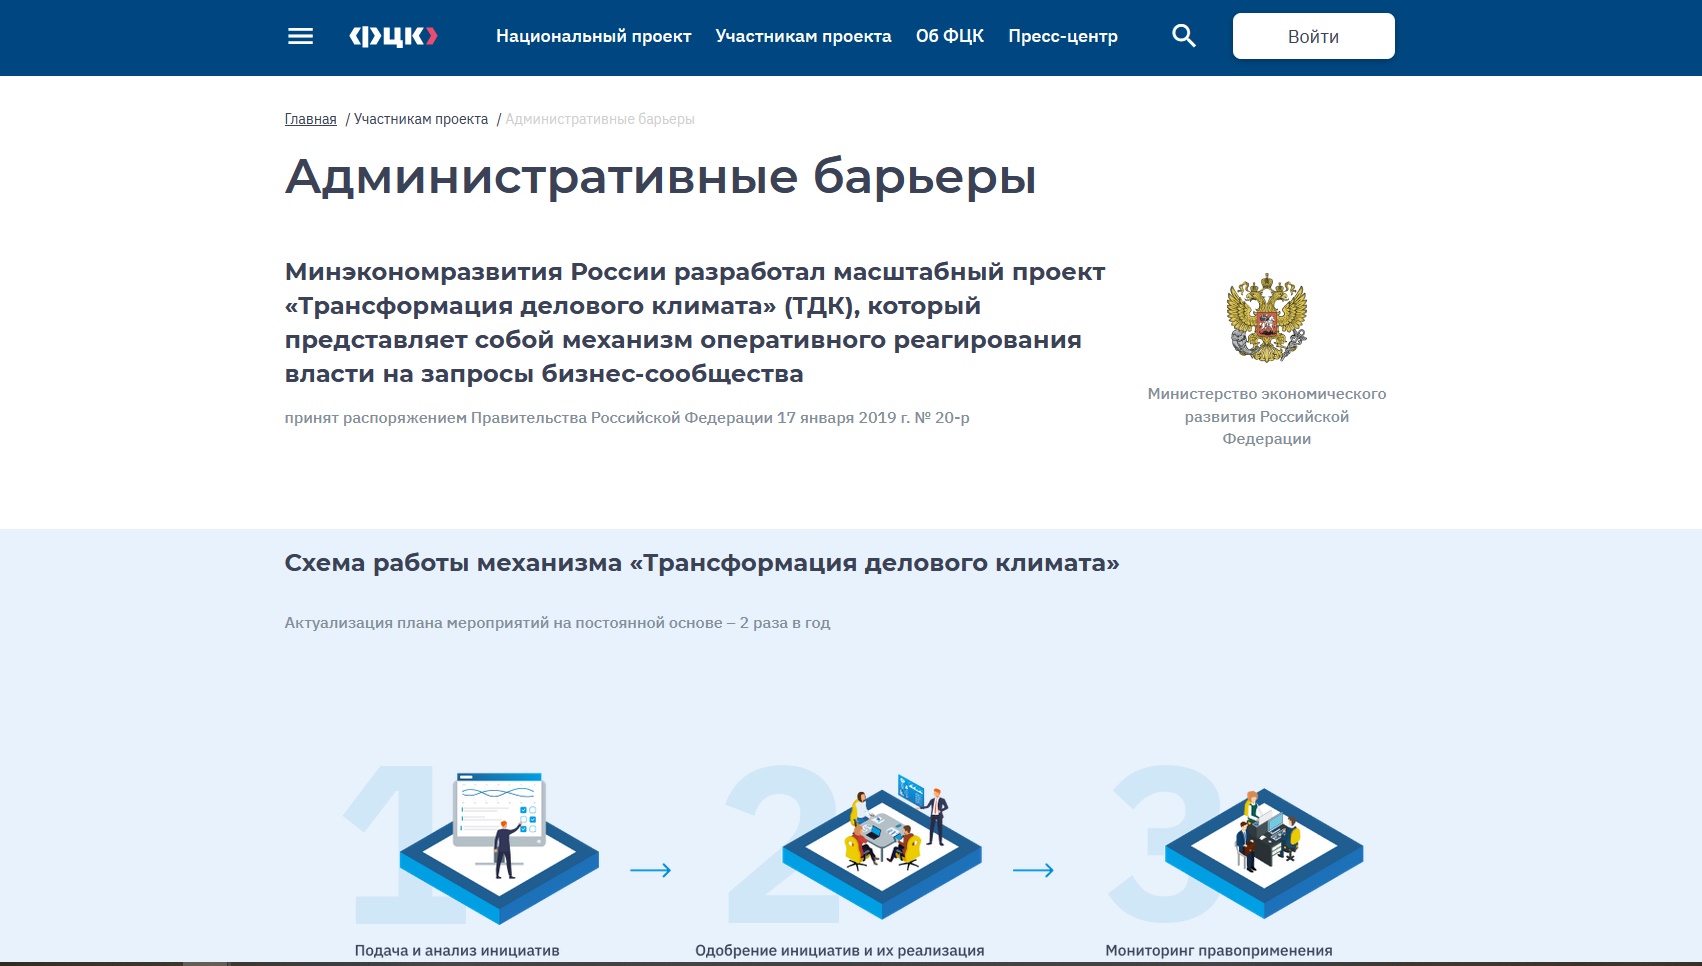 ФЦК
Национальный проект
Участникам проекта
Об ФЦК
Пресс-центр
Войти
Главная / Участникам проекта / Административные барьеры
Административные барьеры
Минэкономразвития России разработал масштабный проект
«Трансформация делового климата» (ТДК), который
представляет собой механизм оперативного реагирования
власти на запросы бизнес-сообщества
принят распоряжением Правительства Российской Федерации 17 января 2019 г. № 20-р
Министерство экономического
развития Российской
Федерации
Схема работы механизма «Трансформация делового климата»
Актуализация плана мероприятий на постоянной основе – 2 раза в год
1
2
3
Подача и анализ инициатив
Одобрение инициатив и их реализация
Мониторинг правоприменения